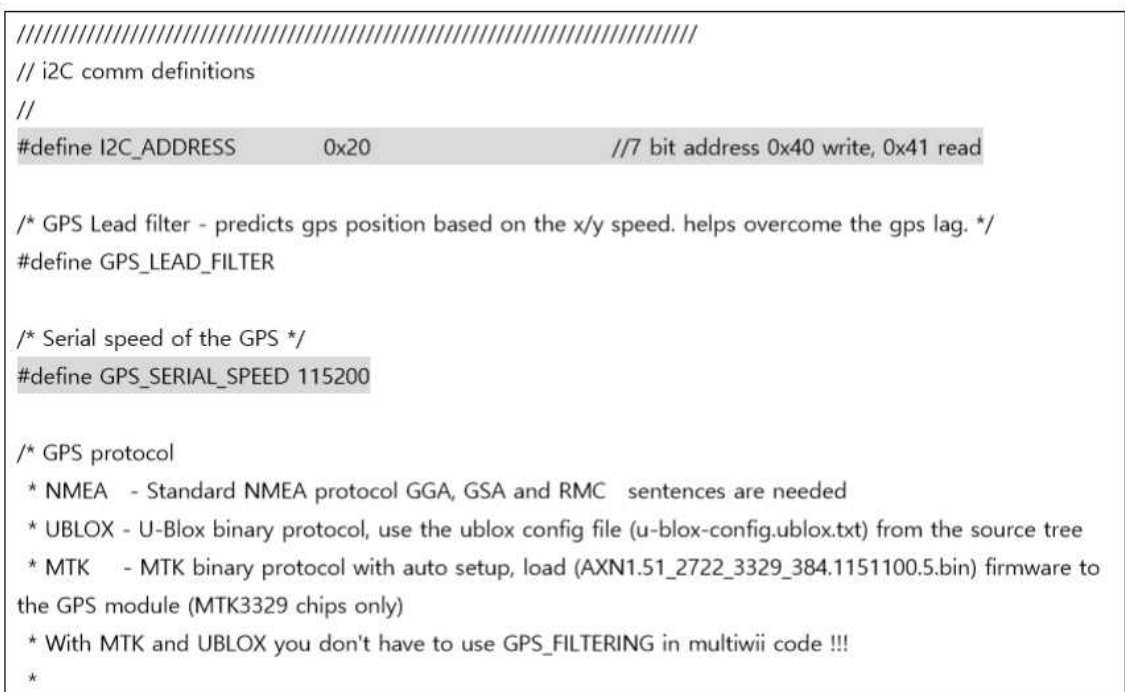 //////////////////////////////////////////////////////////////////////////////
// i2C comm definitions
//
#define I2C_ADDRESS 0x20 //7 bit address 0x40 write, 0x41 read
/* GPS Lead filter - predicts gps position based on the x/y speed. helps overcome the gps lag. */
#define GPS_LEAD_FILTER
/* Serial speed of the GPS */
#define GPS_SERIAL_SPEED 115200
/* GPS protocol
* NMEA - Standard NMEA protocol GGA, GSA and RMC sentences are needed
* UBLOX - U-Blox binary protocol, use the ublox config file (u-blox-config.ublox.txt) from the source tree
* MTK - MTK binary protocol with auto setup, load (AXN1.51_2722_3329_384.1151100.5.bin) firmware to
the GPS module (MTK3329 chips only)
* With MTK and UBLOX you don't have to use GPS_FILTERING in multiwii code !!!
*